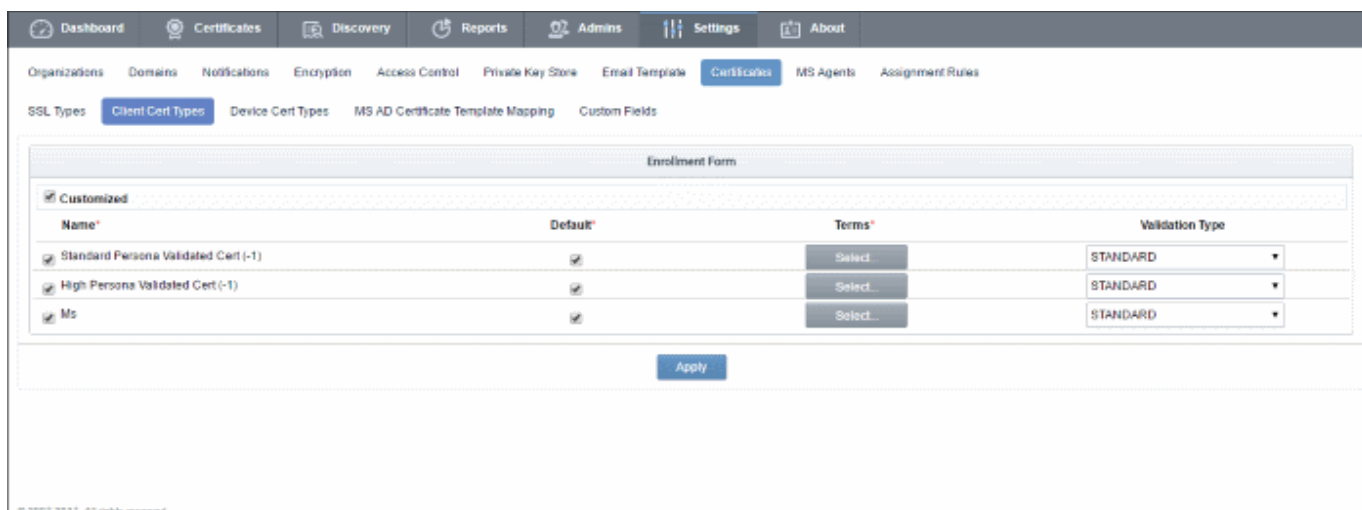 Dashboard Certificates Discovery Reports Admins Settings About
Organizations Domains Notifications Encryption Access Control Private Key Store Email Template Certificates MS Agents Assignment Rules
SSL Types Client Cert Types Device Cert Types MS AD Certificate Template Mapping Custom Fields
Enrollment Form
Customized
Name* Default* Terms* Validation Type
Standard Persona Validated Cert (-1) Select... STANDARD
High Persona Validated Cert (-1) Select... STANDARD
Ms Select... STANDARD
Apply